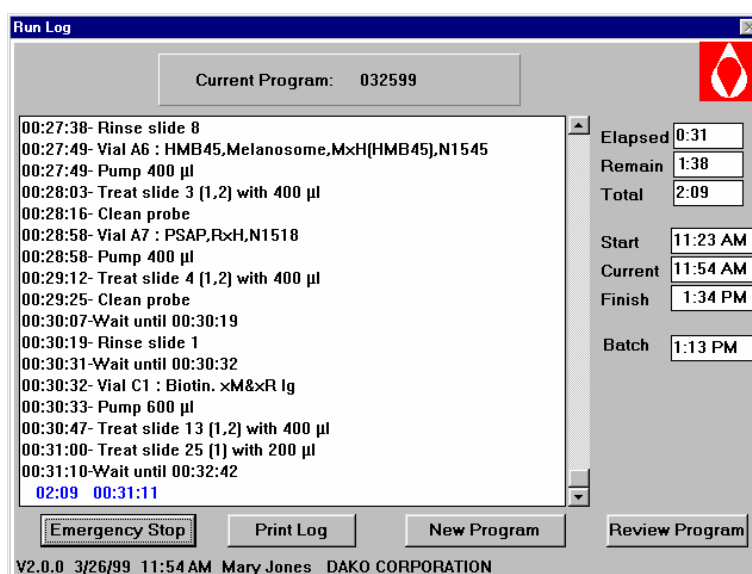 Run Log
Current Program: 032599
00:27:38- Rinse slide 8
00:27:49- Vial A6 : HMB45,Melanosome,MxH(HMB45),N1545
00:27:49- Pump 400 µl
00:28:03- Treat slide 3 (1,2) with 400 µl
00:28:16- Clean probe
00:28:58- Vial A7 : PSAP,RxH,N1518
00:28:58- Pump 400 µl
00:29:12- Treat slide 4 (1,2) with 400 µl
00:29:25- Clean probe
00:30:07-Wait until 00:30:19
00:30:19- Rinse slide 1
00:30:31-Wait until 00:30:32
00:30:32- Vial C1 : Biotin. xM&xR Ig
00:30:33- Pump 600 µl
00:30:47- Treat slide 13 (1,2) with 400 µl
00:31:00- Treat slide 25 (1) with 200 µl
00:31:10-Wait until 00:32:42
02:09 00:31:11
Elapsed 0:31
Remain 1:38
Total 2:09
Start 11:23 AM
Current 11:54 AM
Finish 1:34 PM
Batch 1:13 PM
Emergency Stop Print Log New Program Review Program
V2.0.0 3/26/99 11:54 AM Mary Jones DAKO CORPORATION